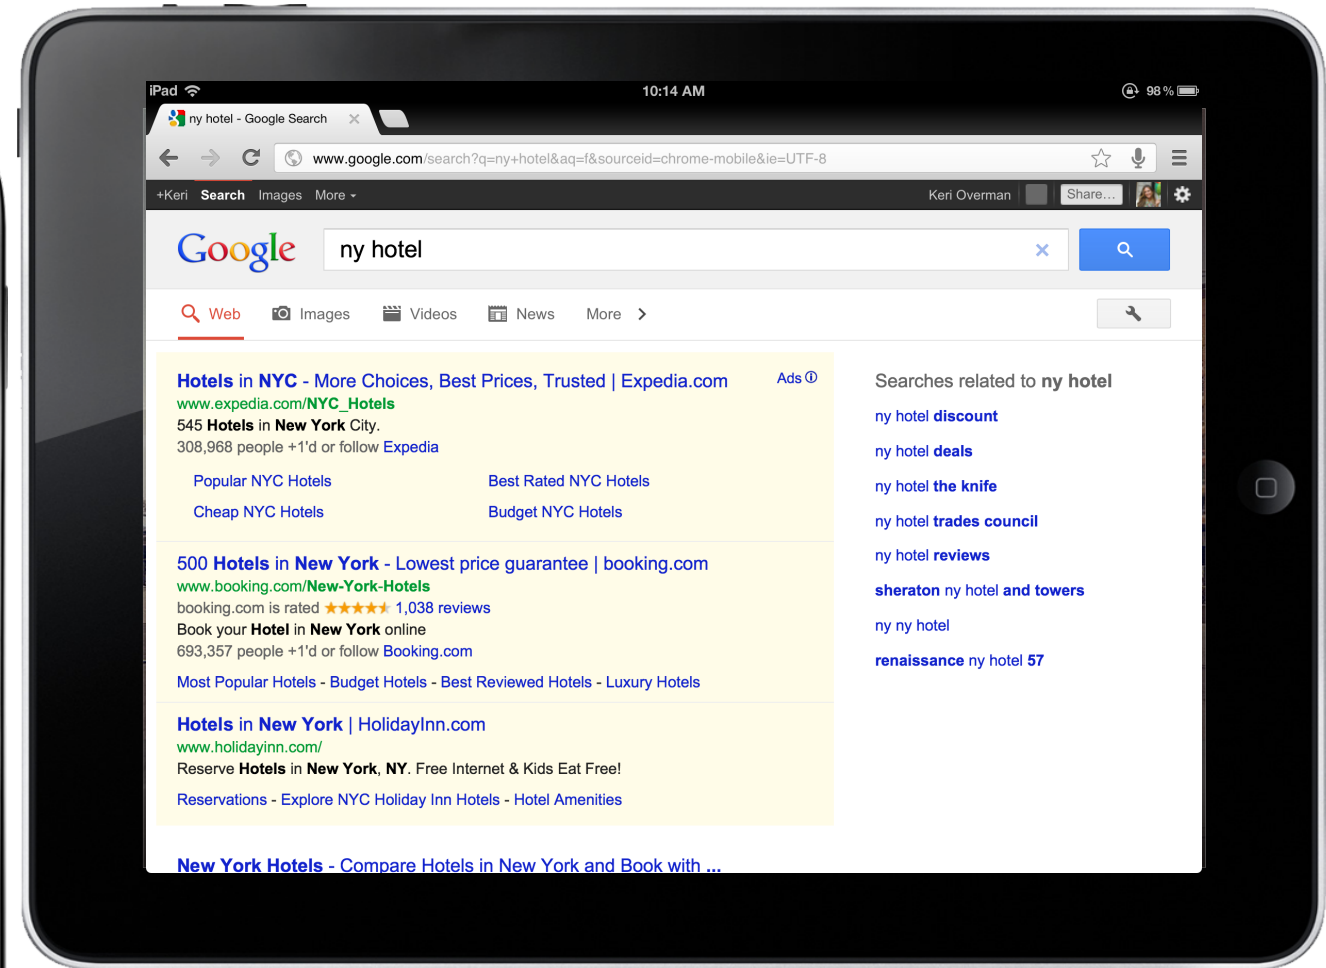 iPad 10:14 AM 98%
ny hotel - Google Search
www.google.com/search?q=ny+hotel&aq=f&sourceid=chrome-mobile&ie=UTF-8
+Keri Search Images More Keri Overman Share...
Google ny hotel
Web Images Videos News More
Hotels in NYC - More Choices, Best Prices, Trusted | Expedia.com Ads
www.expedia.com/NYC_Hotels
545 Hotels in New York City.
308,968 people +1'd or follow Expedia
Popular NYC Hotels Best Rated NYC Hotels
Cheap NYC Hotels Budget NYC Hotels
500 Hotels in New York - Lowest price guarantee | booking.com
www.booking.com/New-York-Hotels
booking.com is rated 1,038 reviews
Book your Hotel in New York online
693,357 people +1'd or follow Booking.com
Most Popular Hotels - Budget Hotels - Best Reviewed Hotels - Luxury Hotels
Hotels in New York | HolidayInn.com
www.holidayinn.com/
Reserve Hotels in New York, NY. Free Internet & Kids Eat Free!
Reservations - Explore NYC Holiday Inn Hotels - Hotel Amenities
New York Hotels - Compare Hotels in New York and Book with ...
Searches related to ny hotel
ny hotel discount
ny hotel deals
ny hotel the knife
ny hotel trades council
ny hotel reviews
sheraton ny hotel and towers
ny ny hotel
renaissance ny hotel 57